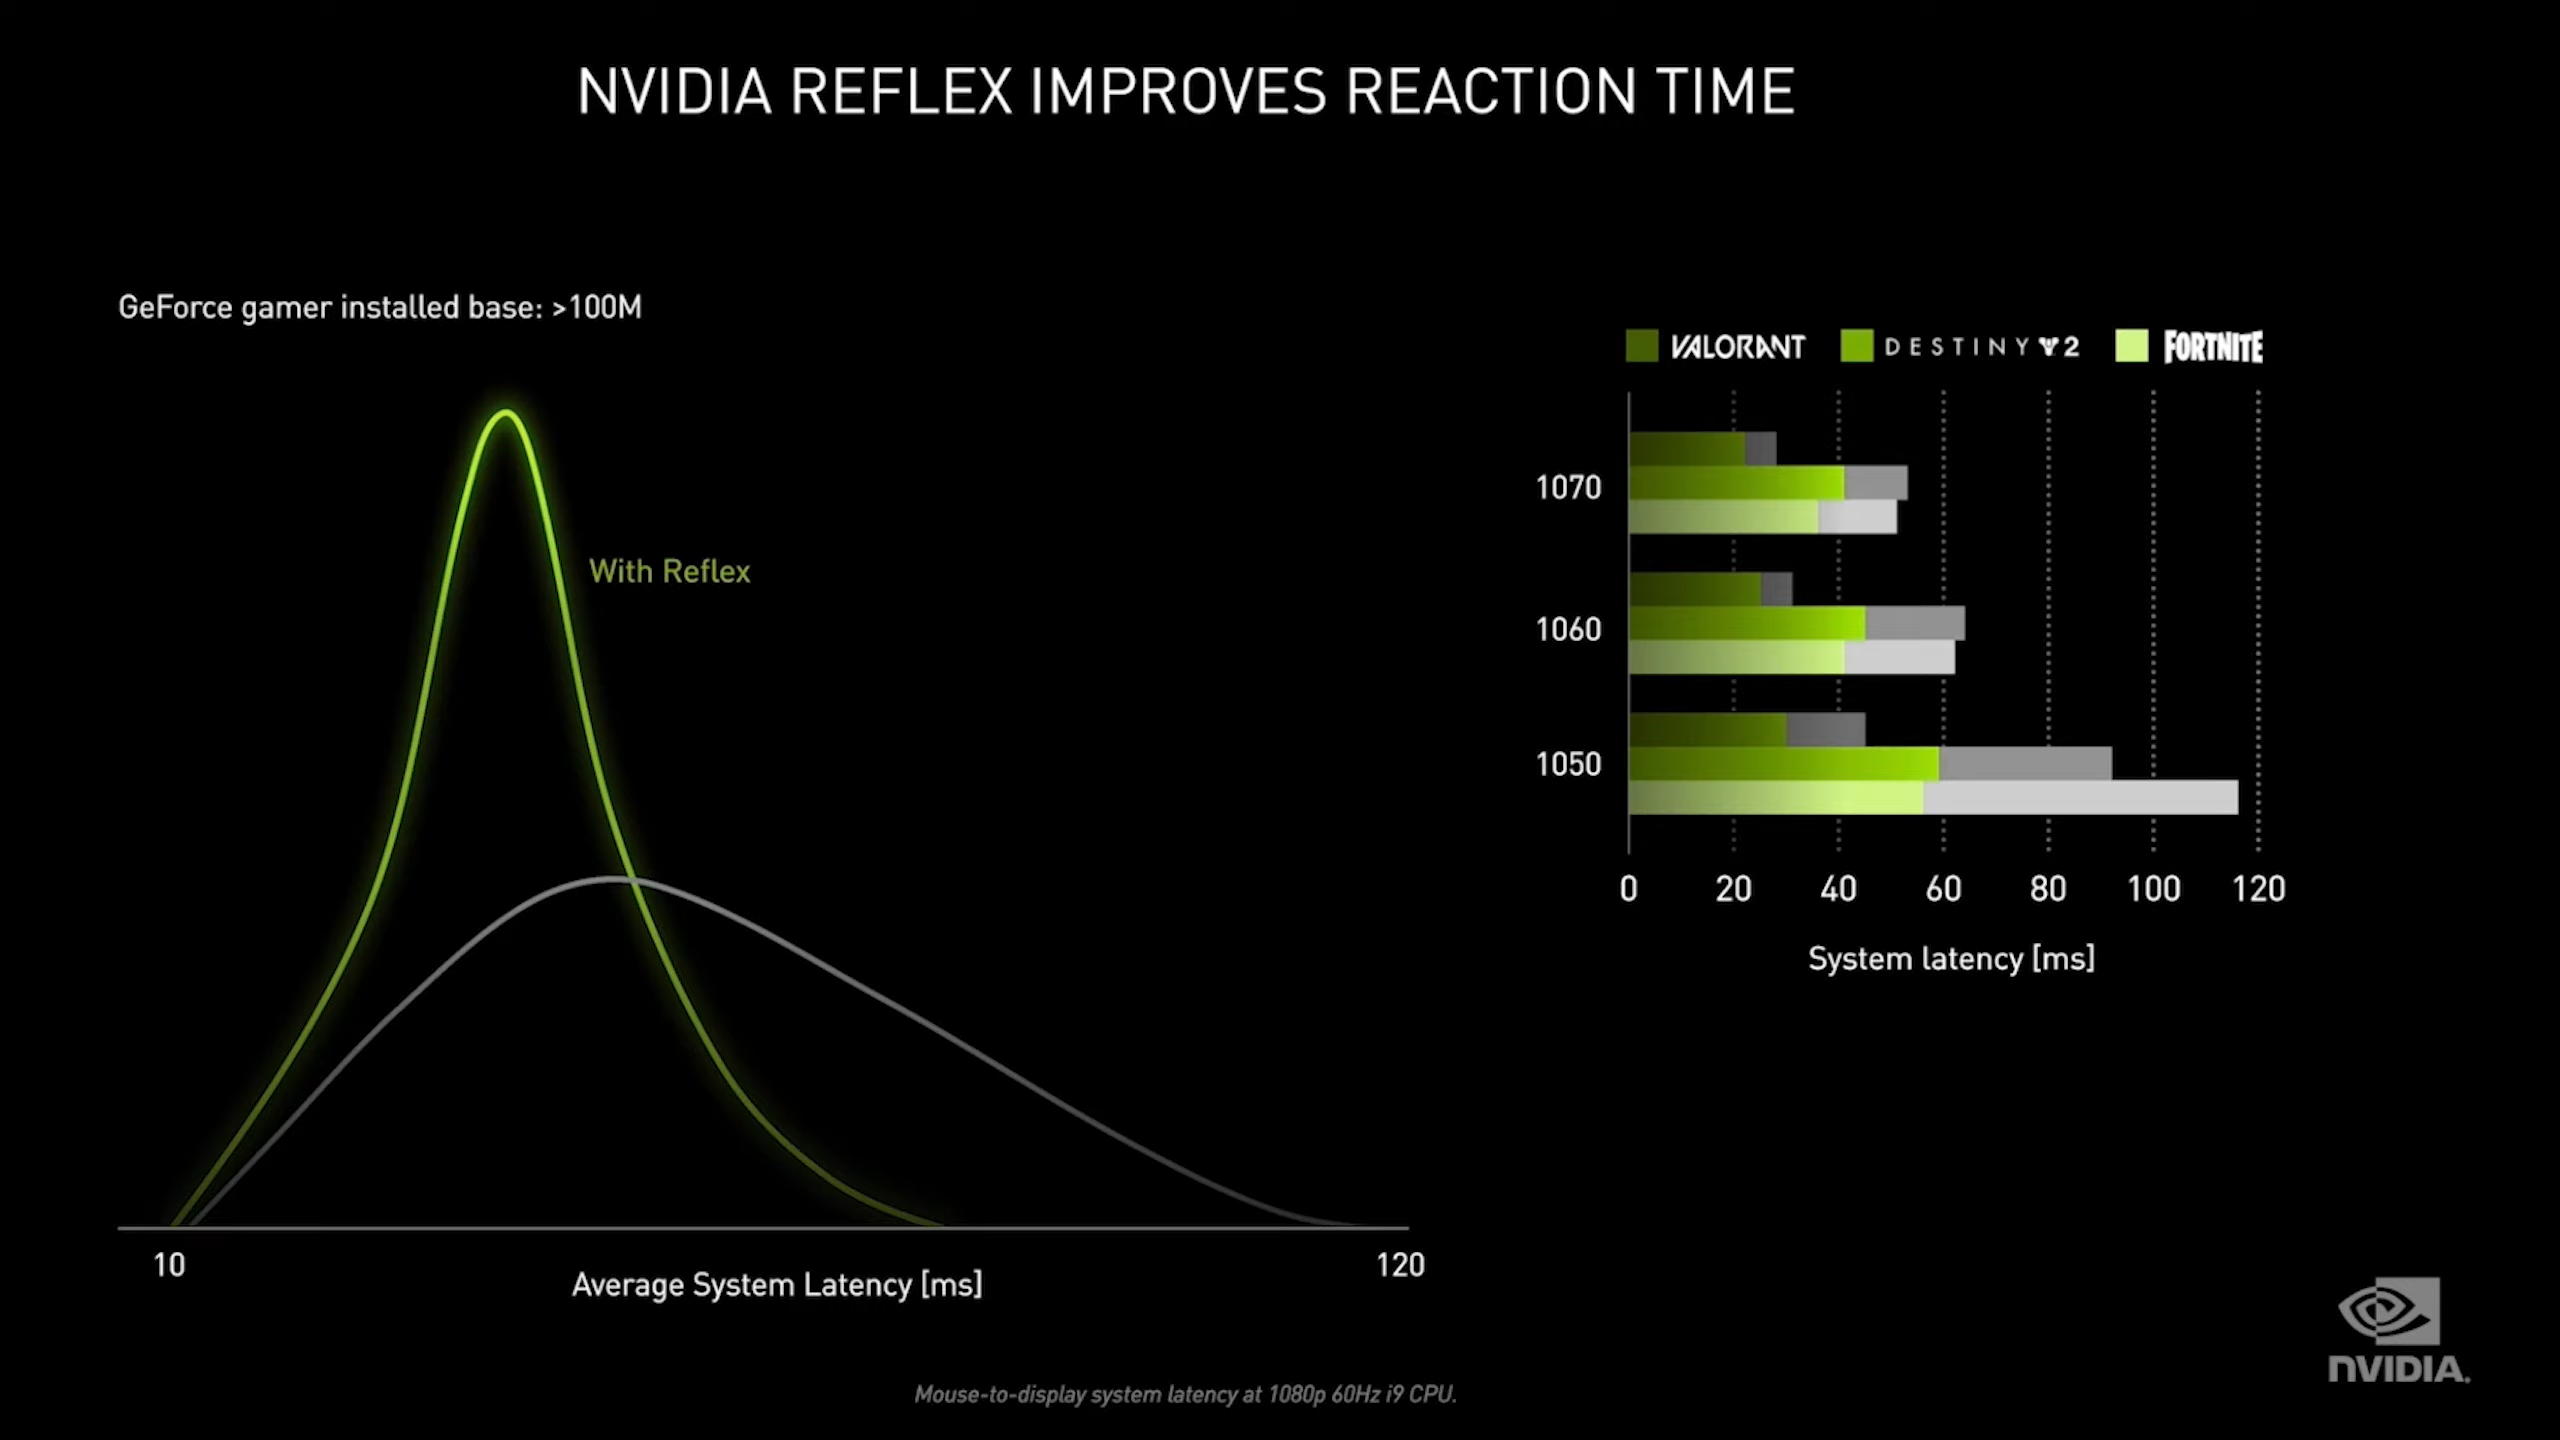 NVIDIA REFLEX IMPROVES REACTION TIME
GeForce gamer installed base: >100M
With Reflex
10
120
Average System Latency [ms]
VALORANT DESTINY 2 FORTNITE
1070
1060
1050
0 20 40 60 80 100 120
System latency [ms]
Mouse-to-display system latency at 1080p 60Hz i9 CPU.
NVIDIA.